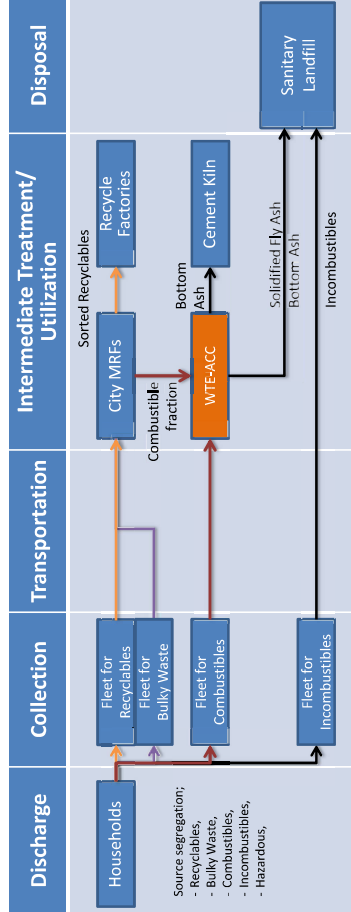 Discharge
Collection
Transportation
Intermediate Treatment/
Utilization
Disposal
Households
Fleet for
Recyclables
Fleet for
Bulky Waste
Fleet for
Combustibles
Fleet for
Incombustibles
City MRFs
Sorted Recyclables
Recycle
Factories
Combustible
fraction
WTE-ACC
Bottom
Ash
Cement Kiln
Solidified Fly Ash
Bottom Ash
Incombustibles
Sanitary
Landfill
Source segregation;
- Recyclables,
- Bulky Waste,
- Combustibles,
- Incombustibles,
- Hazardous,